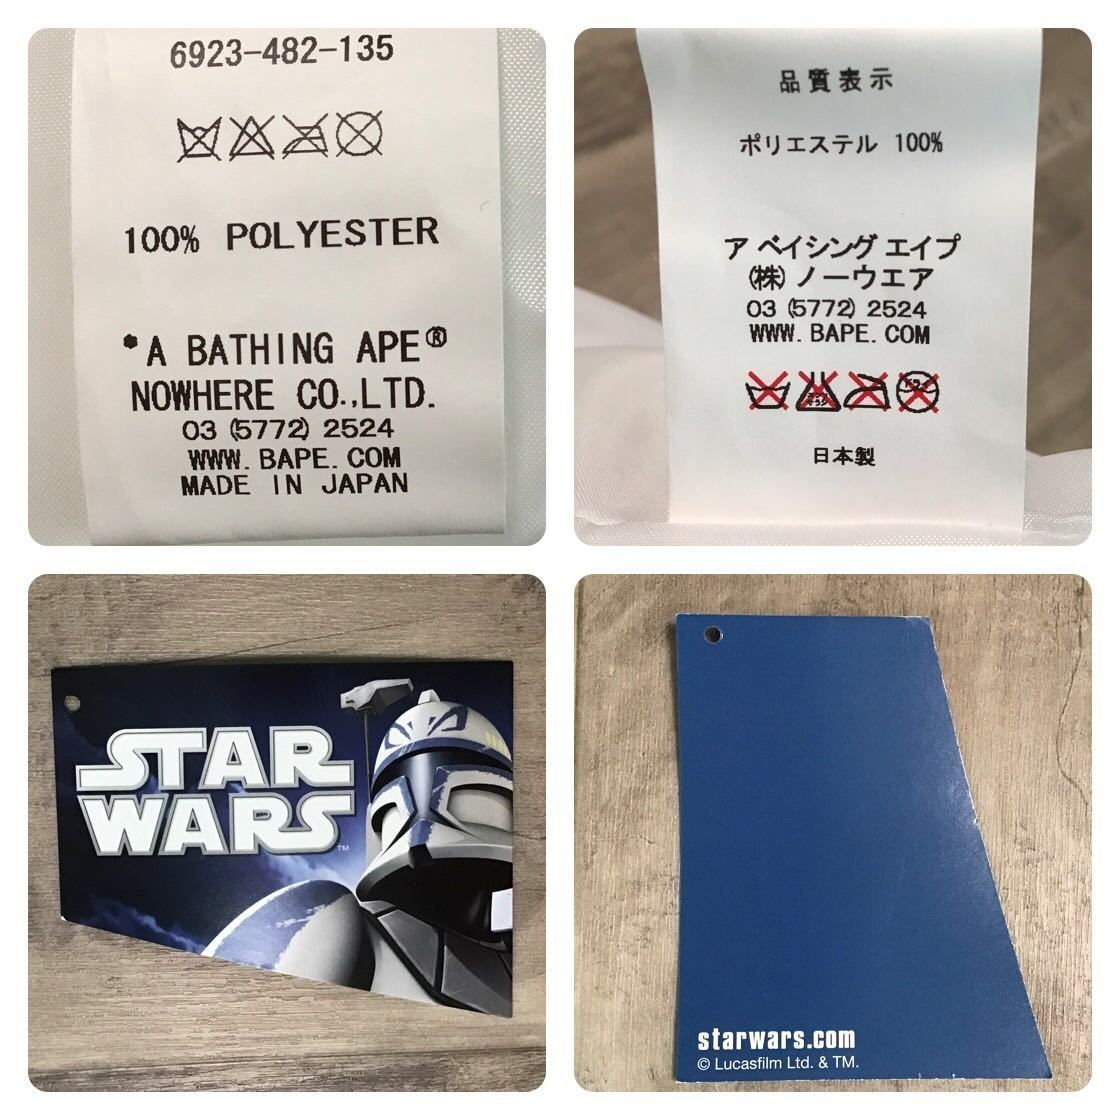 6923-482-135
100% POLYESTER
*A BATHING APE®
NOWHERE CO.,LTD.
03 (5772) 2524
WWW. BAPE. COM
MADE IN JAPAN
品質表示
ポリエステル 100%
ア ベイシング エイプ
(株) ノーウエア
03 (5772) 2524
WWW. BAPE. COM
日本製
STAR
WARS™
starwars.com
© Lucasfilm Ltd. & TM.